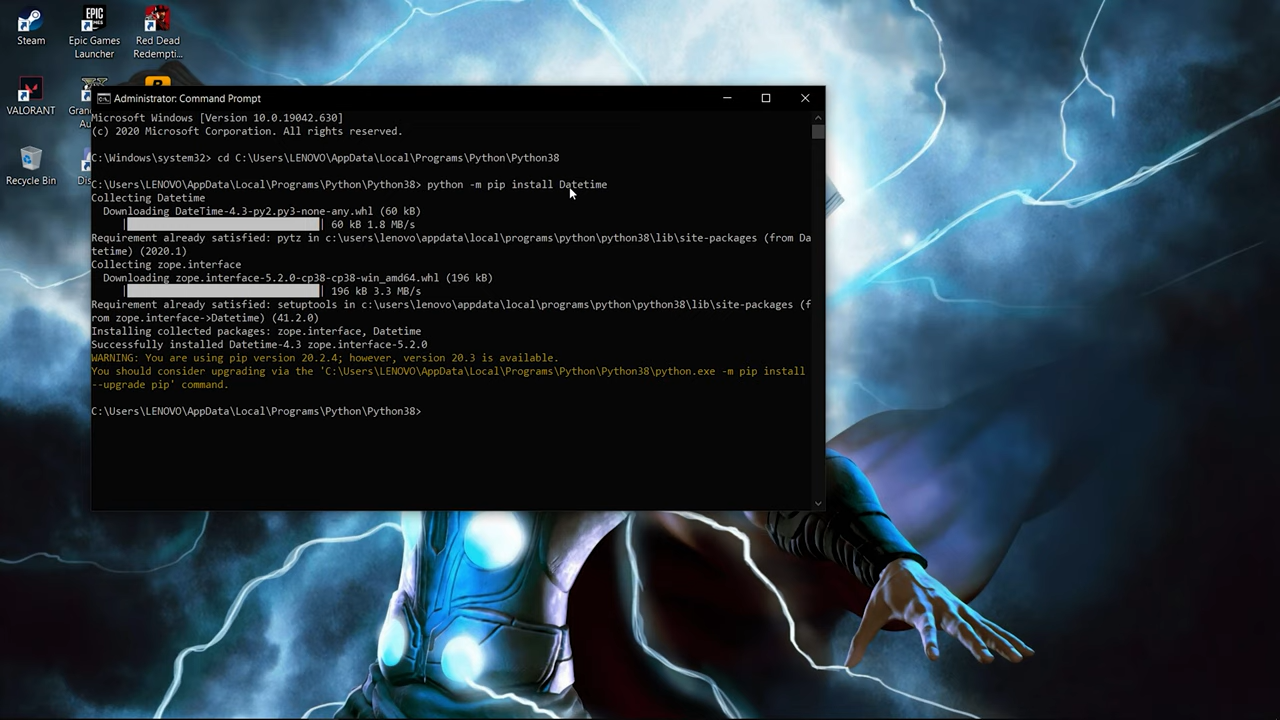 Steam
Epic Games
Launcher
Red Dead
Redempti...
VALORANT
Recycle Bin
Administrator: Command Prompt
Microsoft Windows [Version 10.0.19042.630]
(c) 2020 Microsoft Corporation. All rights reserved.
C:\Windows\system32> cd C:\Users\LENOVO\AppData\Local\Programs\Python\Python38
C:\Users\LENOVO\AppData\Local\Programs\Python\Python38> python -m pip install Datetime
Collecting Datetime
Downloading DateTime-4.3-py2.py3-none-any.whl (60 kB)
60 kB 1.8 MB/s
Requirement already satisfied: pytz in c:\users\lenovo\appdata\local\programs\python\python38\lib\site-packages (from Da
tetime) (2020.1)
Collecting zope.interface
Downloading zope.interface-5.2.0-cp38-cp38-win_amd64.whl (196 kB)
196 kB 3.3 MB/s
Requirement already satisfied: setuptools in c:\users\lenovo\appdata\local\programs\python\python38\lib\site-packages (f
rom zope.interface->Datetime) (41.2.0)
Installing collected packages: zope.interface, Datetime
Successfully installed Datetime-4.3 zope.interface-5.2.0
WARNING: You are using pip version 20.2.4; however, version 20.3 is available.
You should consider upgrading via the 'C:\Users\LENOVO\AppData\Local\Programs\Python\Python38\python.exe -m pip install
--upgrade pip' command.
C:\Users\LENOVO\AppData\Local\Programs\Python\Python38>